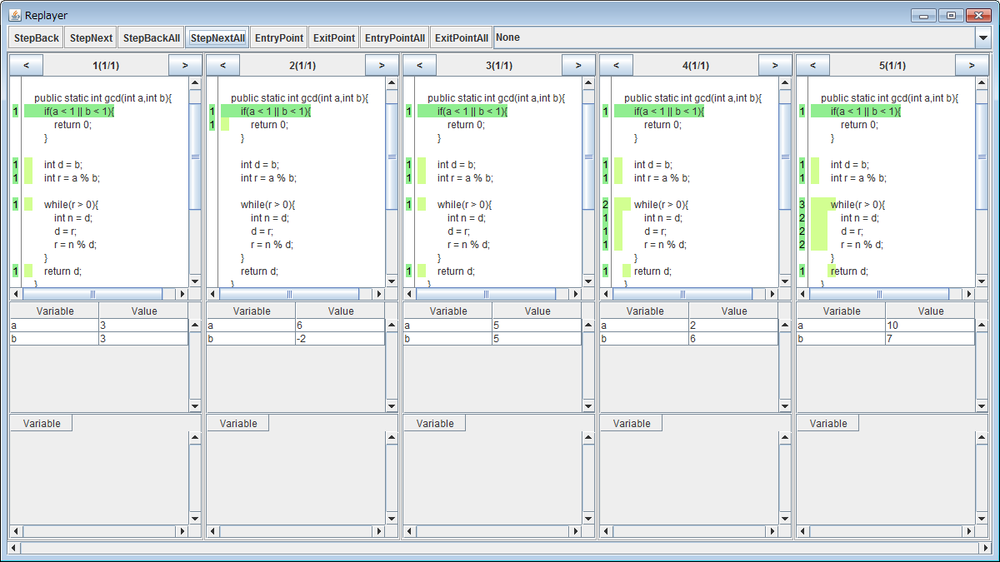 Replayer
StepBack StepNext StepBackAll StepNextAll EntryPoint ExitPoint EntryPointAll ExitPointAll None
< 1(1/1) >
public static int gcd(int a,int b){
1 if(a < 1 || b < 1){
return 0;
}
1 int d = b;
1 int r = a % b;
1 while(r > 0){
int n = d;
d = r;
r = n % d;
}
1 return d;
}
Variable Value
a 3
b 3
Variable
< 2(1/1) >
public static int gcd(int a,int b){
1 if(a < 1 || b < 1){
1 return 0;
}
int d = b;
int r = a % b;
while(r > 0){
int n = d;
d = r;
r = n % d;
}
return d;
}
Variable Value
a 6
b -2
Variable
< 3(1/1) >
public static int gcd(int a,int b){
1 if(a < 1 || b < 1){
return 0;
}
1 int d = b;
1 int r = a % b;
1 while(r > 0){
int n = d;
d = r;
r = n % d;
}
1 return d;
}
Variable Value
a 5
b 5
Variable
< 4(1/1) >
public static int gcd(int a,int b){
1 if(a < 1 || b < 1){
return 0;
}
1 int d = b;
1 int r = a % b;
2 while(r > 0){
1 int n = d;
1 d = r;
1 r = n % d;
}
1 return d;
}
Variable Value
a 2
b 6
Variable
< 5(1/1) >
public static int gcd(int a,int b){
1 if(a < 1 || b < 1){
return 0;
}
1 int d = b;
1 int r = a % b;
3 while(r > 0){
2 int n = d;
2 d = r;
2 r = n % d;
}
1 return d;
}
Variable Value
a 10
b 7
Variable